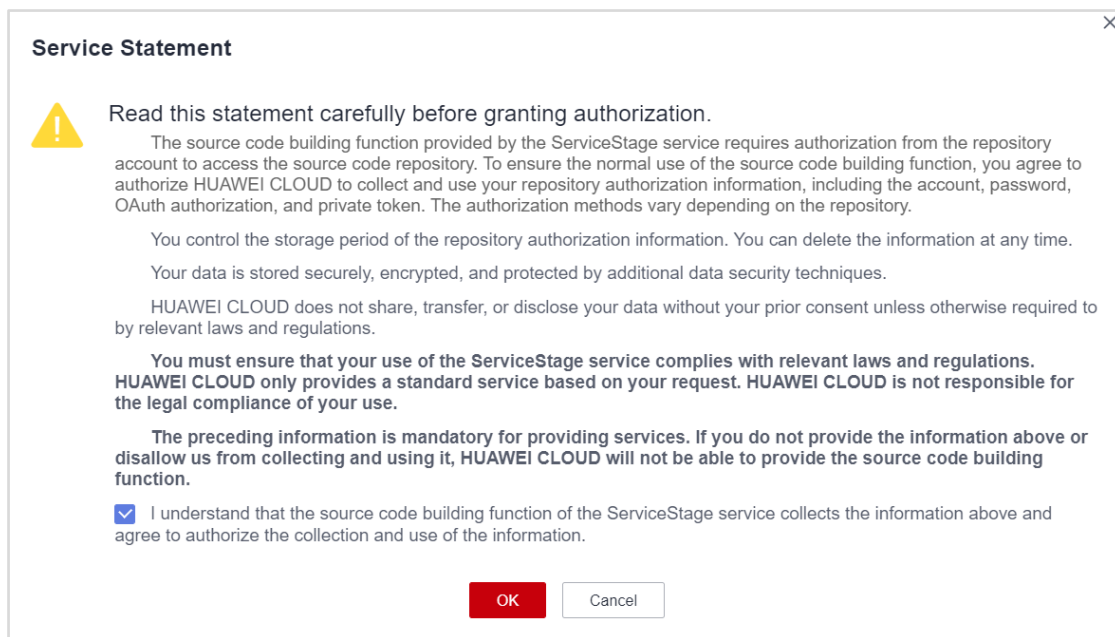 Service Statement
Read this statement carefully before granting authorization.
The source code building function provided by the ServiceStage service requires authorization from the repository
account to access the source code repository. To ensure the normal use of the source code building function, you agree to
authorize HUAWEI CLOUD to collect and use your repository authorization information, including the account, password,
OAuth authorization, and private token. The authorization methods vary depending on the repository.
You control the storage period of the repository authorization information. You can delete the information at any time.
Your data is stored securely, encrypted, and protected by additional data security techniques.
HUAWEI CLOUD does not share, transfer, or disclose your data without your prior consent unless otherwise required to
by relevant laws and regulations.
You must ensure that your use of the ServiceStage service complies with relevant laws and regulations.
HUAWEI CLOUD only provides a standard service based on your request. HUAWEI CLOUD is not responsible for
the legal compliance of your use.
The preceding information is mandatory for providing services. If you do not provide the information above or
disallow us from collecting and using it, HUAWEI CLOUD will not be able to provide the source code building
function.
I understand that the source code building function of the ServiceStage service collects the information above and
agree to authorize the collection and use of the information.
OK Cancel